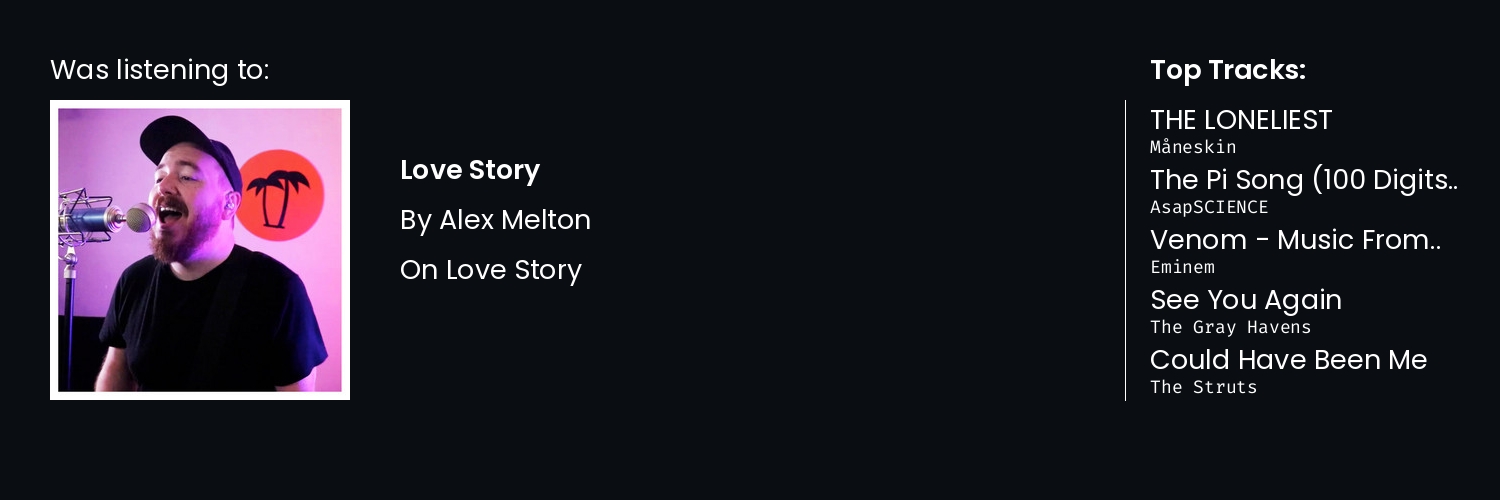 Was listening to:
Love Story
By Alex Melton
On Love Story
Top Tracks:
THE LONELIEST
Måneskin
The Pi Song (100 Digits..
AsapSCIENCE
Venom - Music From..
Eminem
See You Again
The Gray Havens
Could Have Been Me
The Struts